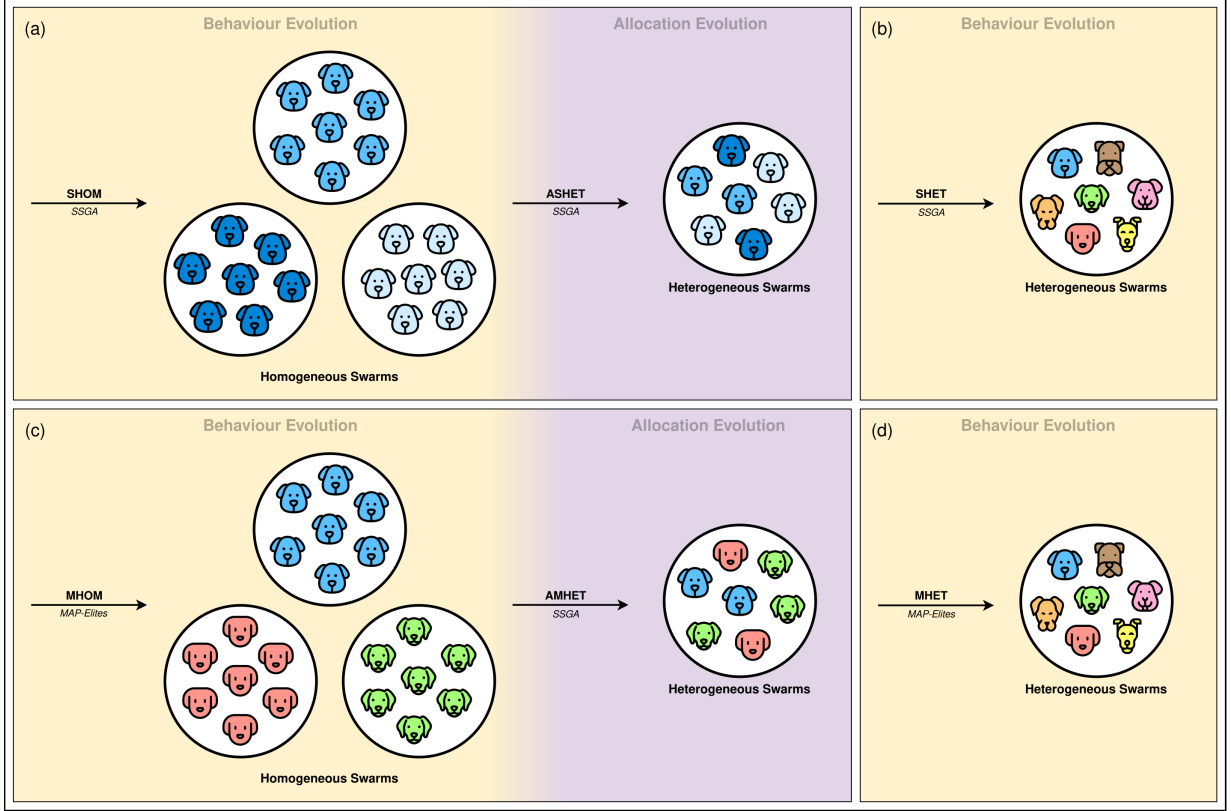 (a)
Behaviour Evolution
Allocation Evolution
SHOM
SSGA
Homogeneous Swarms
ASHET
SSGA
Heterogeneous Swarms
(b)
Behaviour Evolution
SHET
SSGA
Heterogeneous Swarms
(c)
Behaviour Evolution
Allocation Evolution
MHOM
MAP-Elites
Homogeneous Swarms
AMHET
SSGA
Heterogeneous Swarms
(d)
Behaviour Evolution
MHET
MAP-Elites
Heterogeneous Swarms